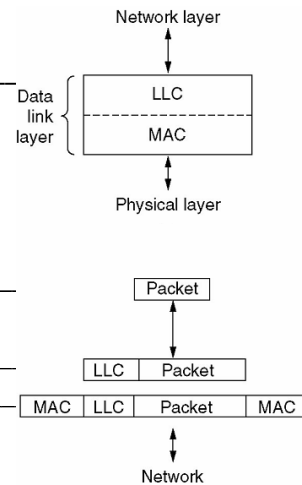 Network layer
Data
link
layer
LLC
MAC
Physical layer
Packet
LLC Packet
MAC LLC Packet MAC
Network